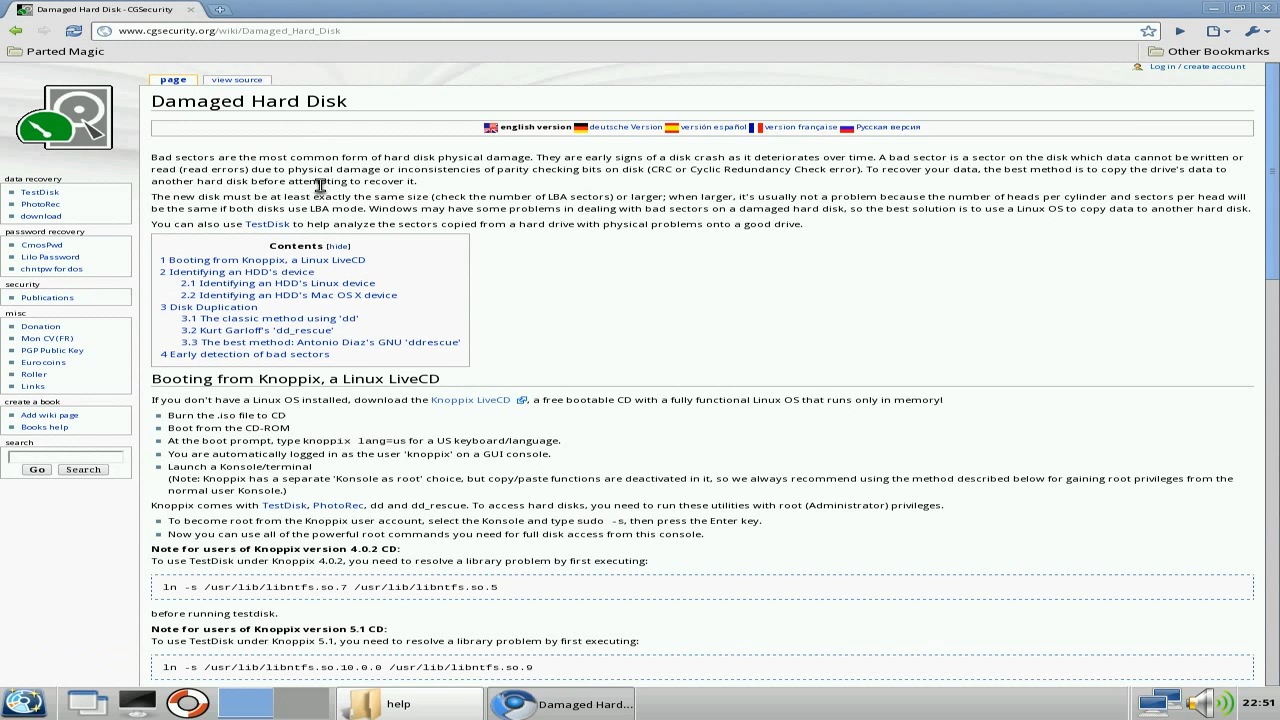 Damaged Hard Disk - CGSecurity
www.cgsecurity.org/wiki/Damaged_Hard_Disk
Parted Magic
Other Bookmarks
Log in / create account
page
view source
Damaged Hard Disk
english version deutsche Version versión español version française Русская версия
Bad sectors are the most common form of hard disk physical damage. They are early signs of a disk crash as it deteriorates over time. A bad sector is a sector on the disk which data cannot be written or
read (read errors) due to physical damage or inconsistencies of parity checking bits on disk (CRC or Cyclic Redundancy Check error). To recover your data, the best method is to copy the drive's data to
another hard disk before attempting to recover it.
The new disk must be at least exactly the same size (check the number of LBA sectors) or larger; when larger, it's usually not a problem because the number of heads per cylinder and sectors per head will
be the same if both disks use LBA mode. Windows may have some problems in dealing with bad sectors on a damaged hard disk, so the best solution is to use a Linux OS to copy data to another hard disk.
You can also use TestDisk to help analyze the sectors copied from a hard drive with physical problems onto a good drive.
Contents [hide]
1 Booting from Knoppix, a Linux LiveCD
2 Identifying an HDD's device
2.1 Identifying an HDD's Linux device
2.2 Identifying an HDD's Mac OS X device
3 Disk Duplication
3.1 The classic method using 'dd'
3.2 Kurt Garloff's 'dd_rescue'
3.3 The best method: Antonio Diaz's GNU 'ddrescue'
4 Early detection of bad sectors
Booting from Knoppix, a Linux LiveCD
If you don't have a Linux OS installed, download the Knoppix LiveCD , a free bootable CD with a fully functional Linux OS that runs only in memory!
Burn the .iso file to CD
Boot from the CD-ROM
At the boot prompt, type knoppix lang=us for a US keyboard/language.
You are automatically logged in as the user 'knoppix' on a GUI console.
Launch a Konsole/terminal
(Note: Knoppix has a separate 'Konsole as root' choice, but copy/paste functions are deactivated in it, so we always recommend using the method described below for gaining root privileges from the
normal user Konsole.)
Knoppix comes with TestDisk, PhotoRec, dd and dd_rescue. To access hard disks, you need to run these utilities with root (Administrator) privileges.
To become root from the Knoppix user account, select the Konsole and type sudo -s, then press the Enter key.
Now you can use all of the powerful root commands you need for full disk access from this console.
Note for users of Knoppix version 4.0.2 CD:
To use TestDisk under Knoppix 4.0.2, you need to resolve a library problem by first executing:
ln -s /usr/lib/libntfs.so.7 /usr/lib/libntfs.so.5
before running testdisk.
Note for users of Knoppix version 5.1 CD:
To use TestDisk under Knoppix 5.1, you need to resolve a library problem by first executing:
ln -s /usr/lib/libntfs.so.10.0.0 /usr/lib/libntfs.so.9
data recovery
TestDisk
PhotoRec
download
password recovery
CmosPwd
Lilo Password
chntpw for dos
security
Publications
misc
Donation
Mon CV (FR)
PGP Public Key
Eurocoins
Roller
Links
create a book
Add wiki page
Books help
search
Go Search
help
Damaged Hard...
22:51